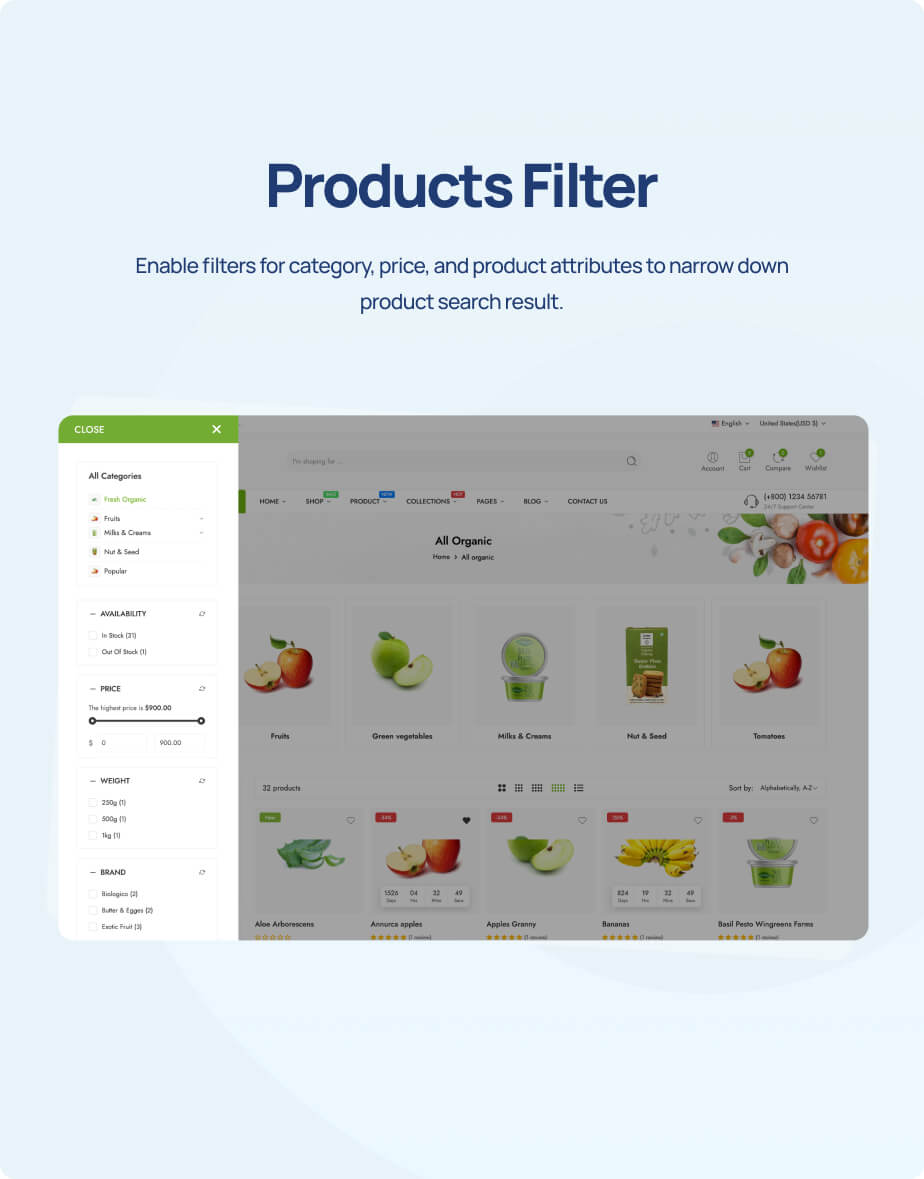 Products Filter
Enable filters for category, price, and product attributes to narrow down
product search result.
CLOSE
English
United States(USD $)
I'm shoping for ...
Account
Cart
Compare
Wishlist
HOME
SHOP
SALE
PRODUCT
NEW
COLLECTIONS
HOT
PAGES
BLOG
CONTACT US
(+800) 1234 56781
24/7 Support Center
All Organic
Home > All organic
All Categories
Fresh Organic
Fruits
Milks & Creams
Nut & Seed
Popular
AVAILABILITY
In Stock (31)
Out Of Stock (1)
PRICE
The highest price is $900.00
$ 0
900.00
WEIGHT
250g (1)
500g (1)
1kg (1)
BRAND
Biologico (2)
Butter & Egges (2)
Exotic Fruit (3)
Fruits
Green vegetables
Milks & Creams
Nut & Seed
Tomatoes
32 products
Sort by: Alphabetically, A-Z
New
1526 04 32 49
Days Hrs Mins Secs
824 19 32 49
Days Hrs Mins Secs
Aloe Arborescens
Annurca apples
Apples Granny
Bananas
Basil Pesto Wingreens Farms
(1 review)
(1 review)
(1 review)
(1 review)